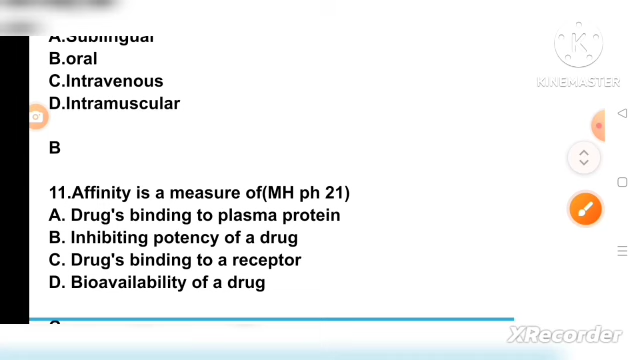 A.Sublingual
B.oral
C.Intravenous
D.Intramuscular
B
11.Affinity is a measure of(MH ph 21)
A. Drug's binding to plasma protein
B. Inhibiting potency of a drug
C. Drug's binding to a receptor
D. Bioavailability of a drug
K
KINEMASTER
XRecorder